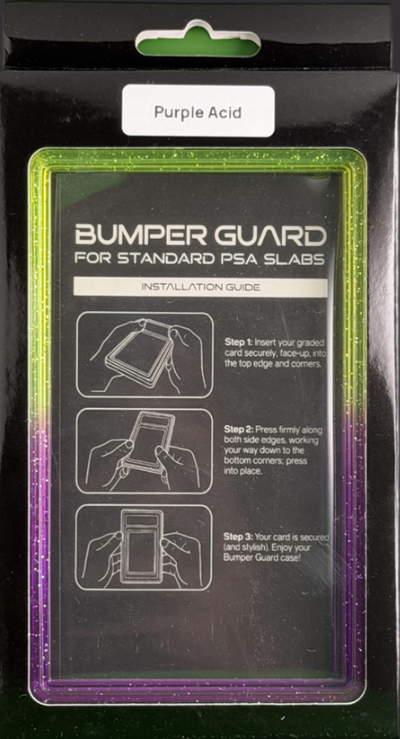 Purple Acid
BUMPER GUARD
FOR STANDARD PSA SLABS
INSTALLATION GUIDE
Step 1: Insert your graded
card securely, face-up, into
the top edge and corners.
Step 2: Press firmly along
both side edges, working
your way down to the
bottom corners; press
into place.
Step 3: Your card is secured
(and stylish). Enjoy your
Bumper Guard case!